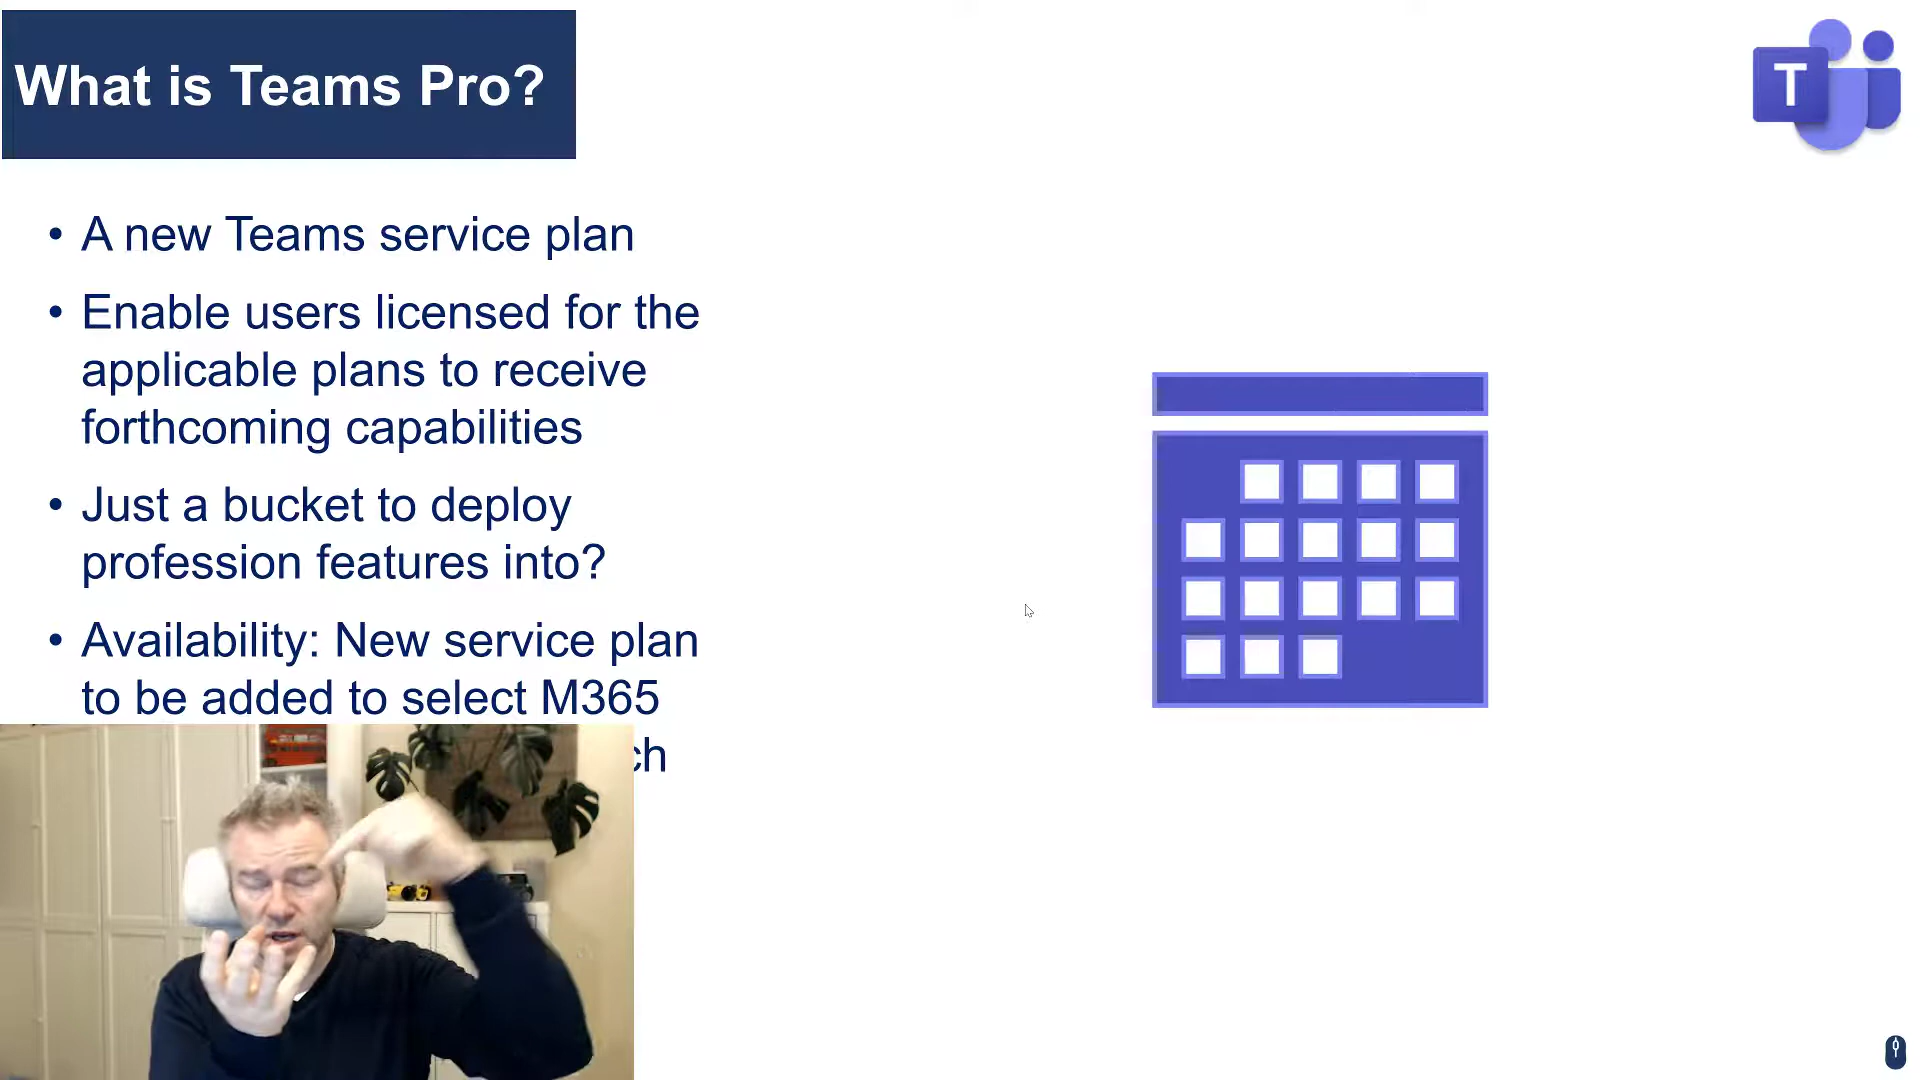 What is Teams Pro?
T
• A new Teams service plan
• Enable users licensed for the
applicable plans to receive
forthcoming capabilities
• Just a bucket to deploy
profession features into?
• Availability: New service plan
to be added to select M365